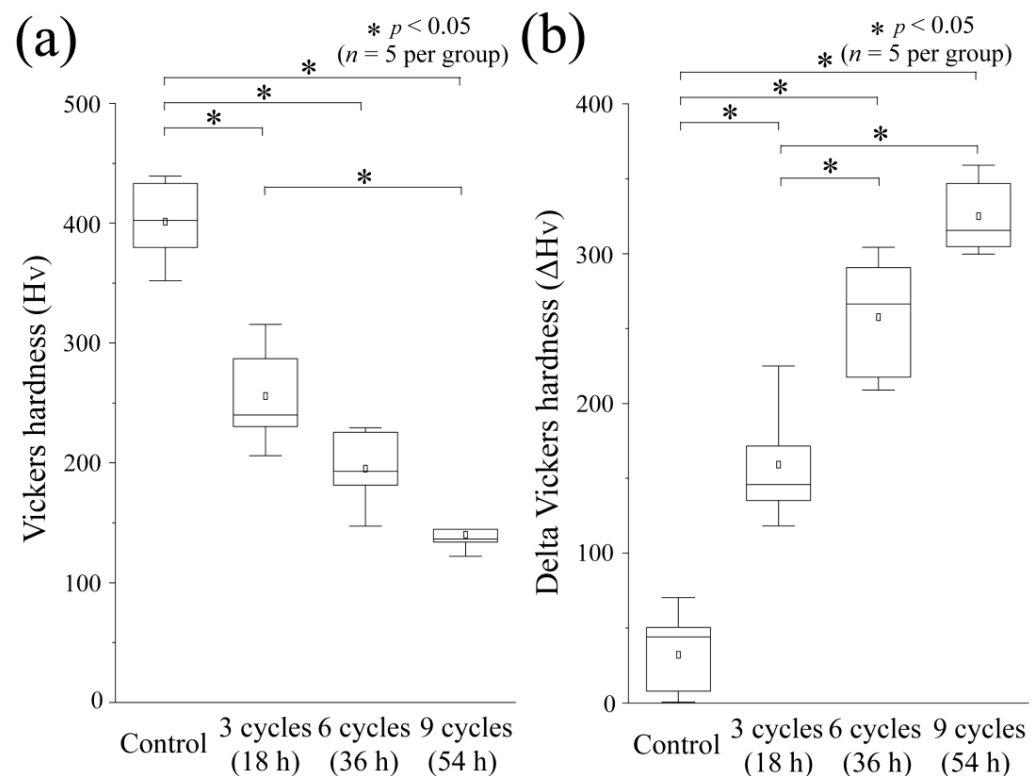 (a)
* p < 0.05
(n = 5 per group)
*
*
*
*
Vickers hardness (Hv)
500
400
300
200
100
0
Control
3 cycles
(18 h)
6 cycles
(36 h)
9 cycles
(54 h)
(b)
* p < 0.05
(n = 5 per group)
*
*
*
*
*
Delta Vickers hardness (ΔHv)
400
300
200
100
0
Control
3 cycles
(18 h)
6 cycles
(36 h)
9 cycles
(54 h)